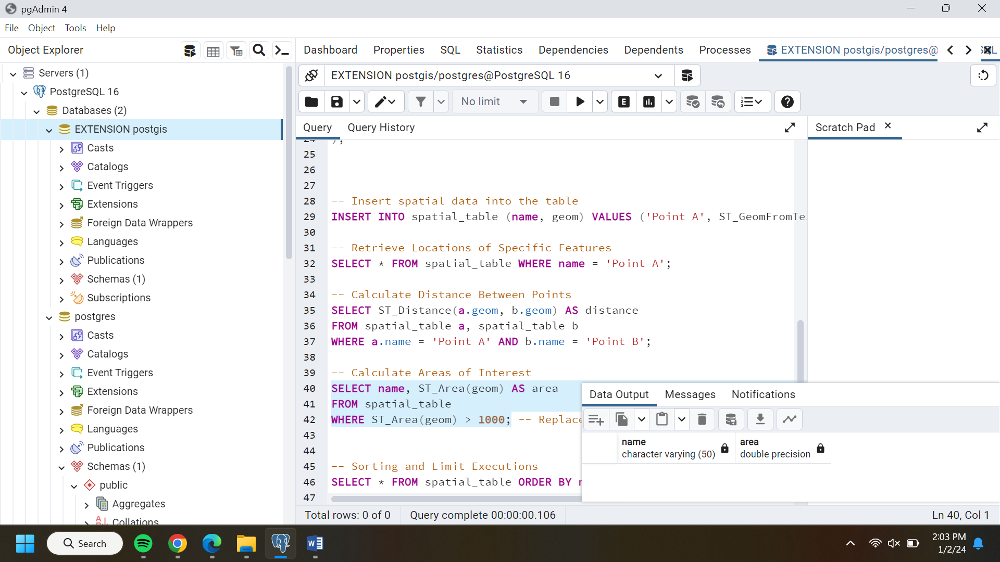 pgAdmin 4
File Object Tools Help
Object Explorer
Dashboard Properties SQL Statistics Dependencies Dependents Processes EXTENSION postgis/postgres@
Servers (1)
PostgreSQL 16
Databases (2)
EXTENSION postgis
Casts
Catalogs
Event Triggers
Extensions
Foreign Data Wrappers
Languages
Publications
Schemas (1)
Subscriptions
postgres
Casts
Catalogs
Event Triggers
Extensions
Foreign Data Wrappers
Languages
Publications
Schemas (1)
public
Aggregates
Collations
EXTENSION postgis/postgres@PostgreSQL 16
No limit
E
Query Query History
Scratch Pad
24 );
25
26
27
28 -- Insert spatial data into the table
29 INSERT INTO spatial_table (name, geom) VALUES ('Point A', ST_GeomFromTe
30
31 -- Retrieve Locations of Specific Features
32 SELECT * FROM spatial_table WHERE name = 'Point A';
33
34 -- Calculate Distance Between Points
35 SELECT ST_Distance(a.geom, b.geom) AS distance
36 FROM spatial_table a, spatial_table b
37 WHERE a.name = 'Point A' AND b.name = 'Point B';
38
39 -- Calculate Areas of Interest
40 SELECT name, ST_Area(geom) AS area
41 FROM spatial_table
42 WHERE ST_Area(geom) > 1000; -- Replace
43
44
45 -- Sorting and Limit Executions
46 SELECT * FROM spatial_table ORDER BY n
47
Data Output Messages Notifications
name area
character varying (50) double precision
Total rows: 0 of 0 Query complete 00:00:00.106 Ln 40, Col 1
Search
2:03 PM
1/2/24